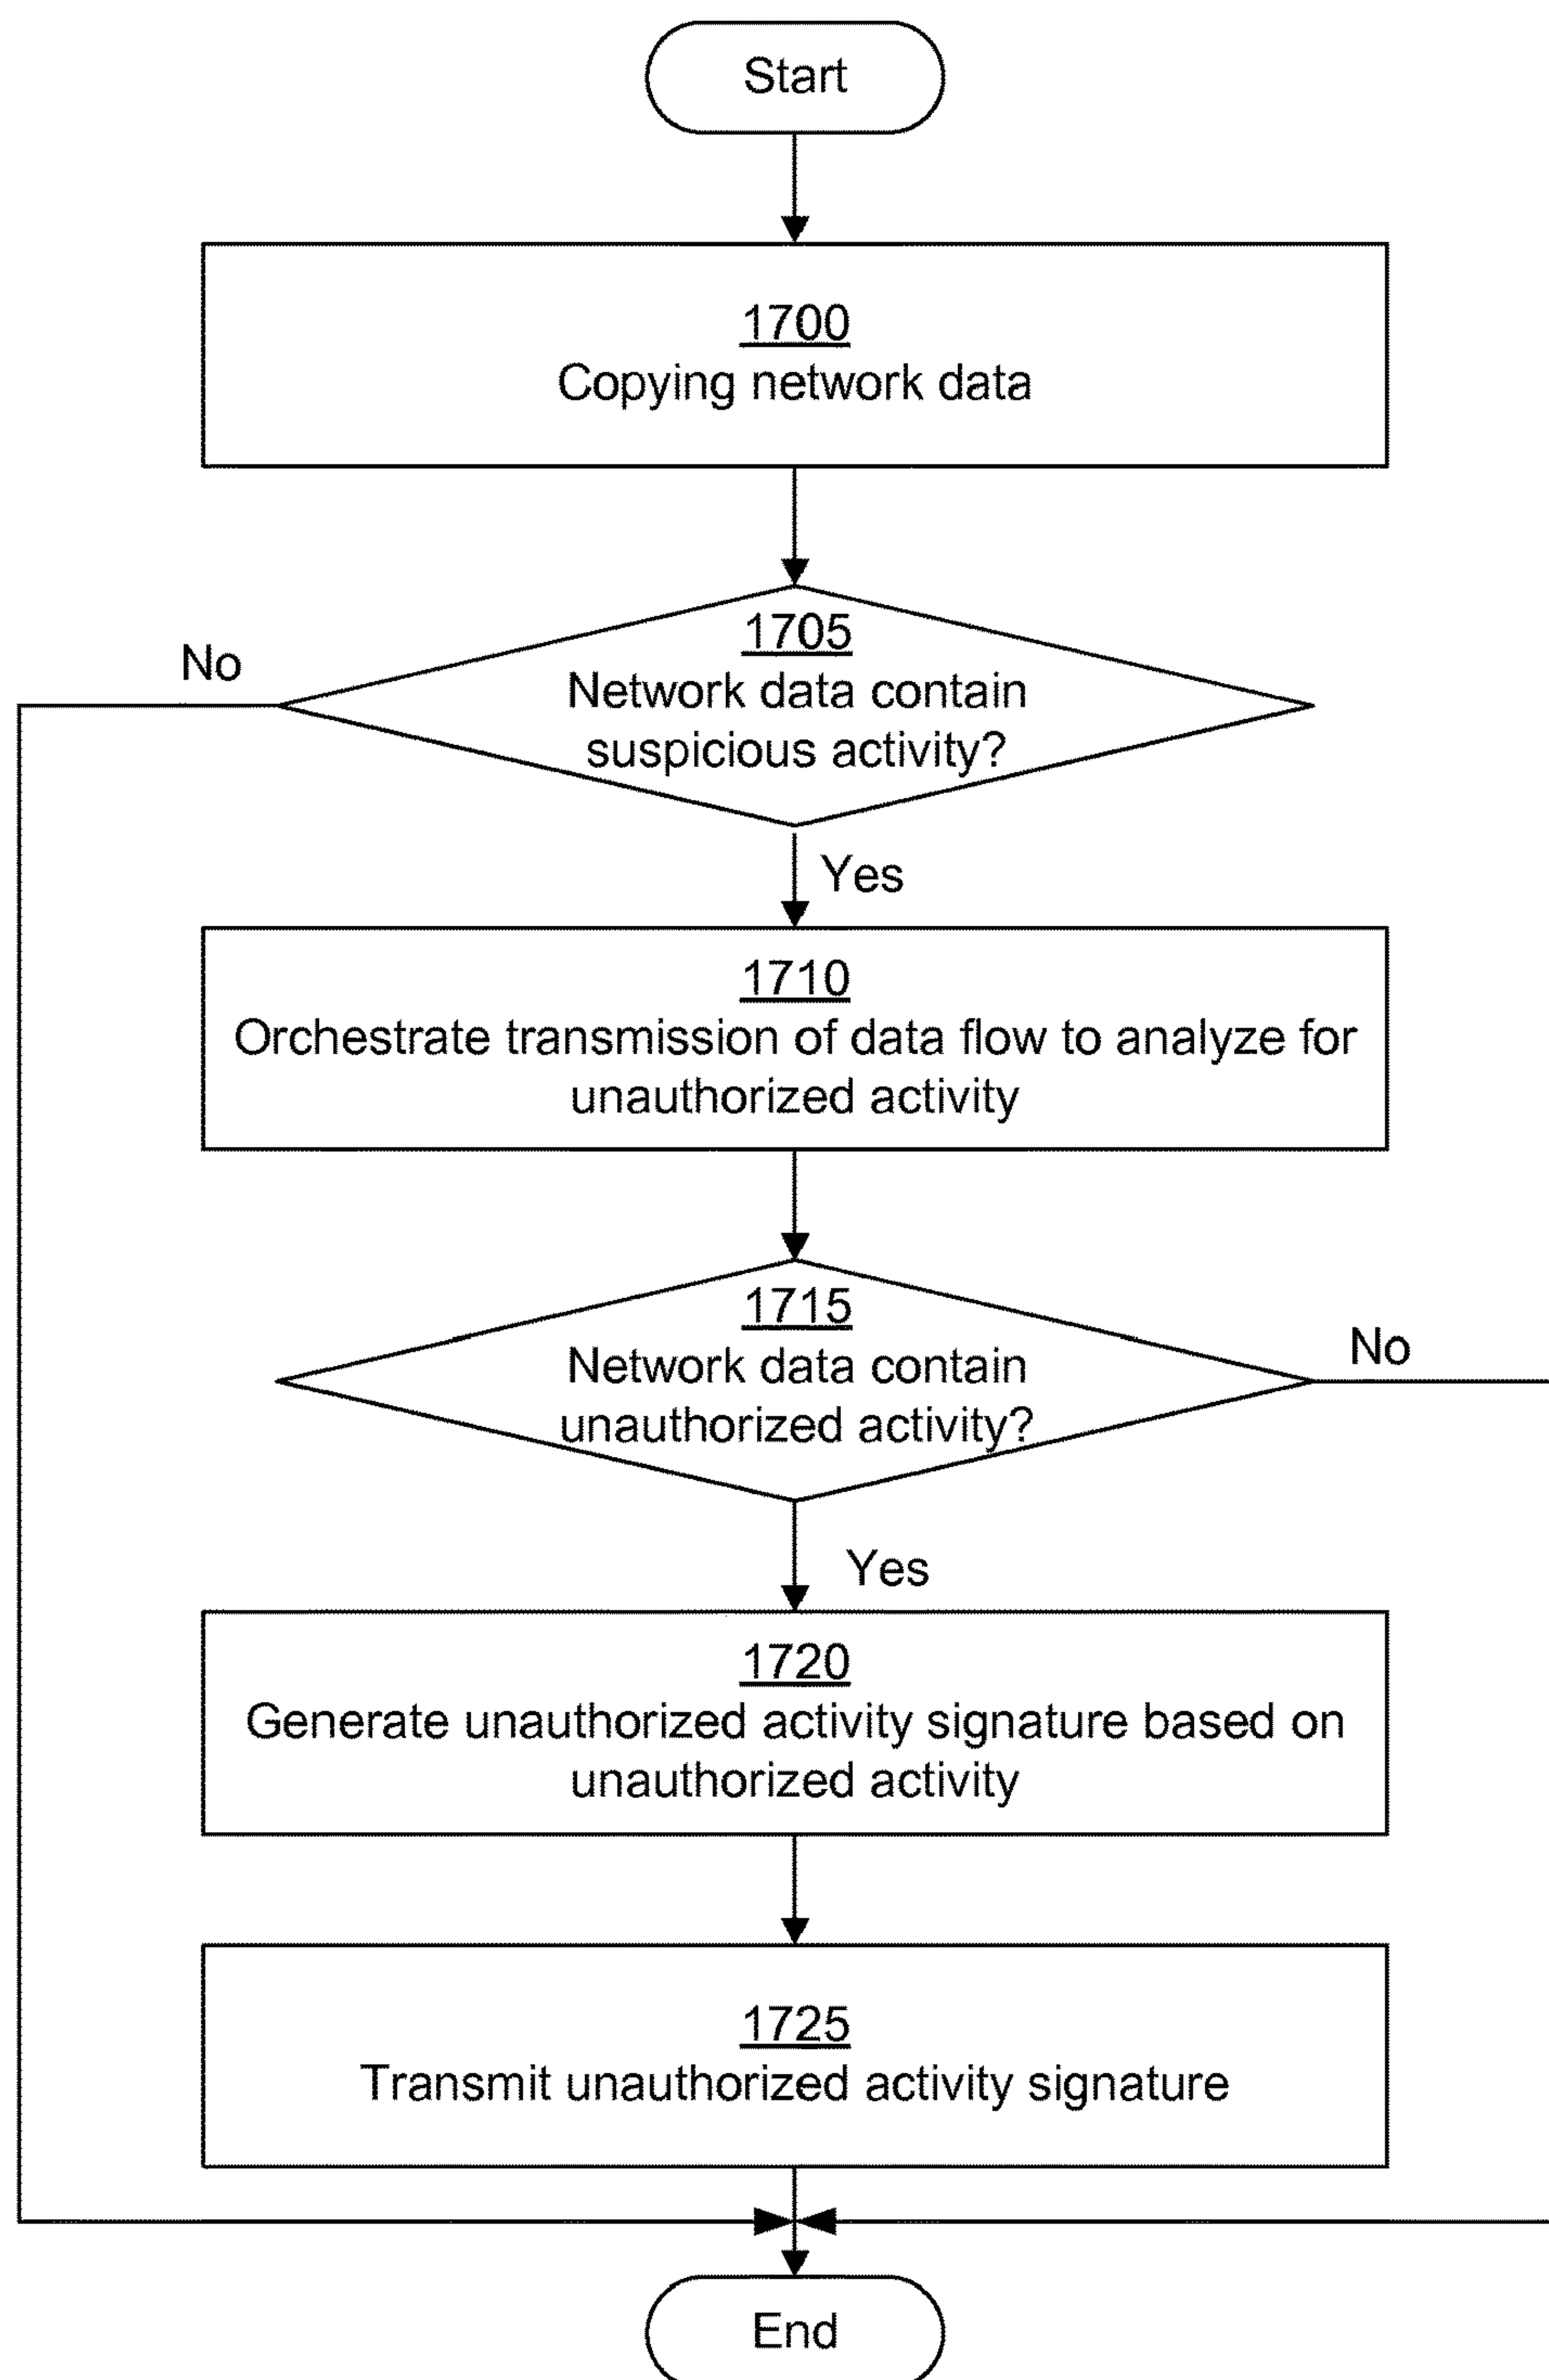 Start
1700
Copying network data
1705
No
Network data contain
suspicious activity?
Yes
1710
Orchestrate transmission of data flow to analyze for
unauthorized activity
1715
No
Network data contain
unauthorized activity?
Yes
1720
Generate unauthorized activity signature based on
unauthorized activity
1725
Transmit unauthorized activity signature
End